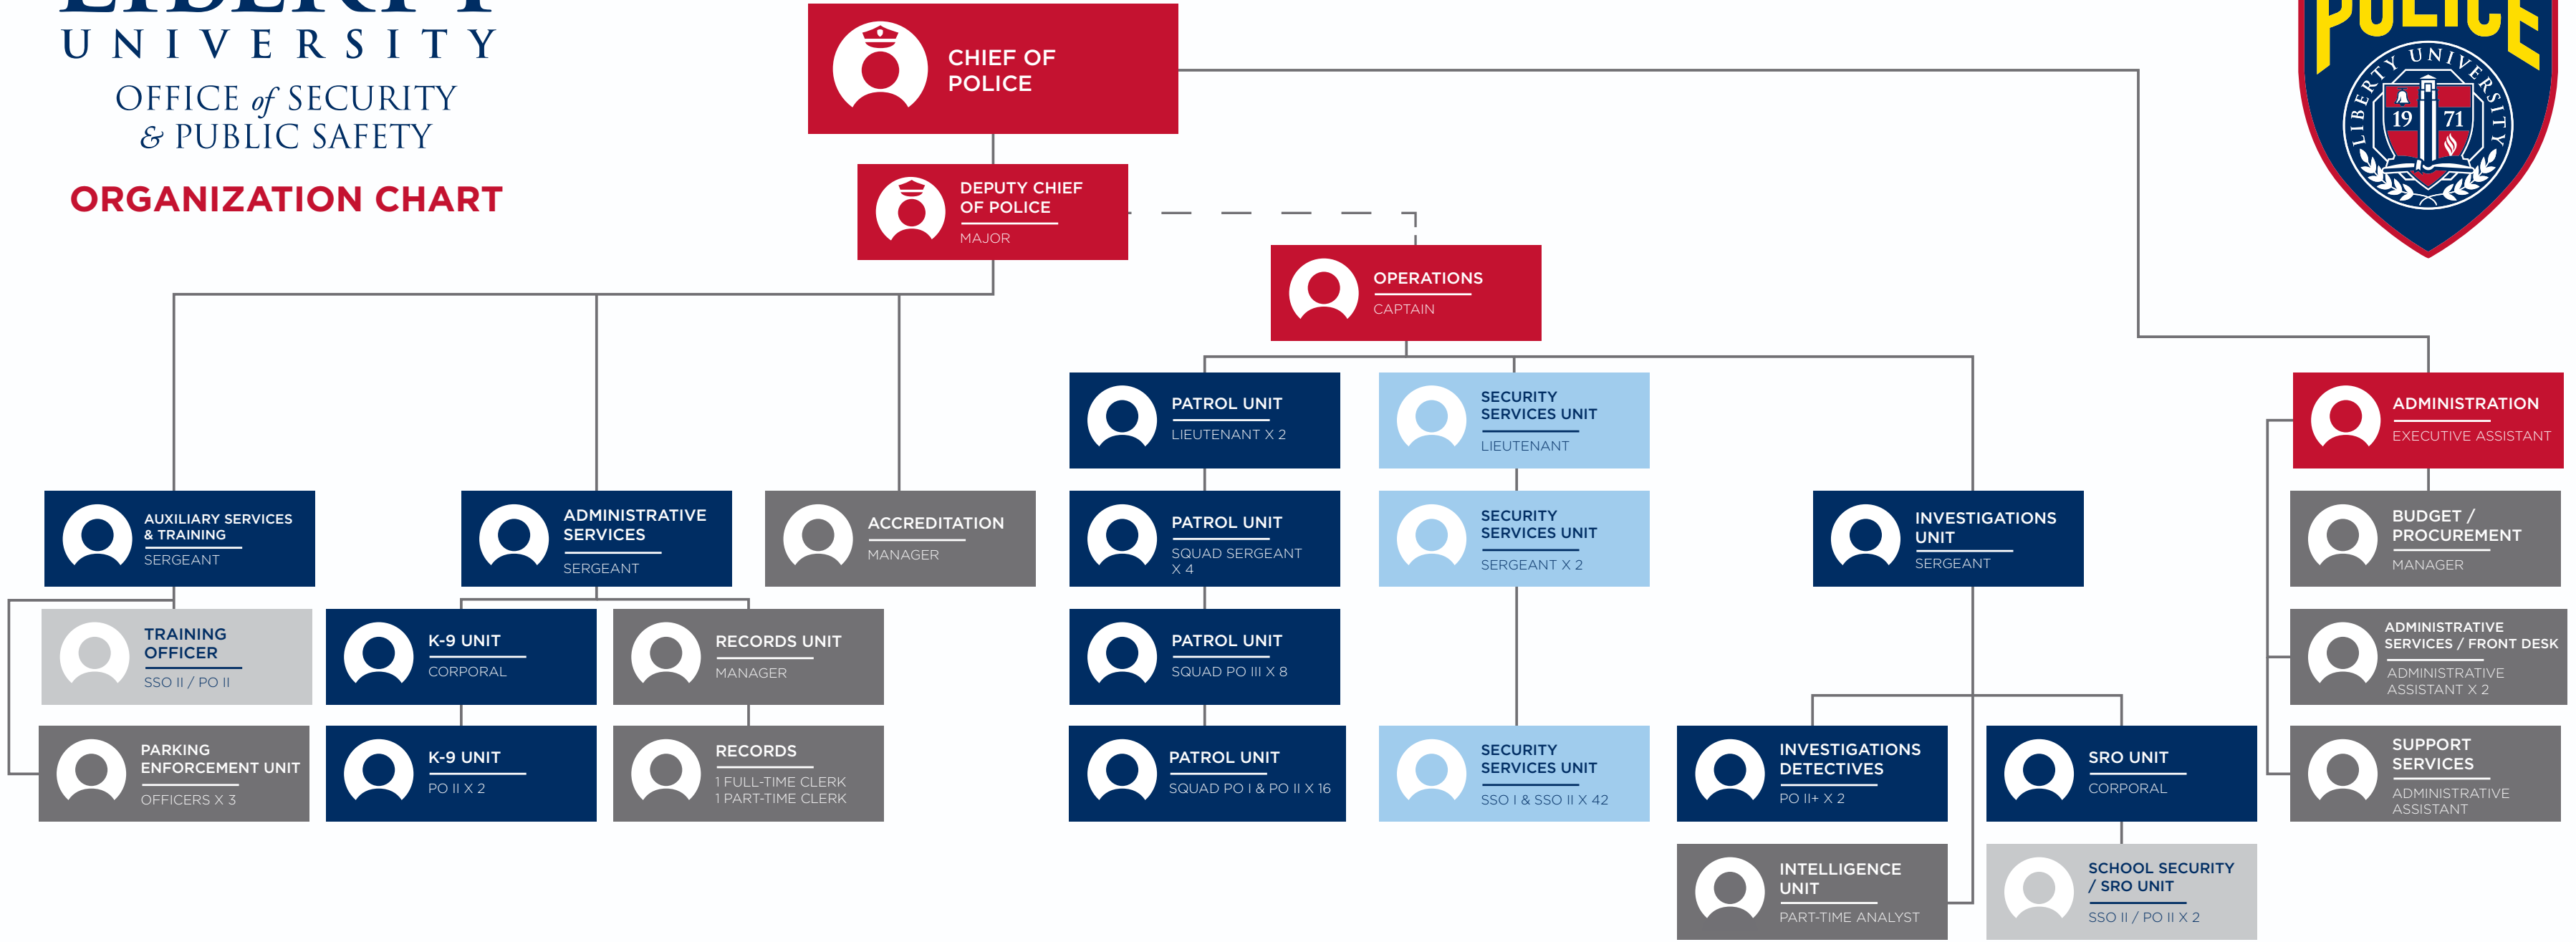 LIBERTY
UNIVERSITY
OFFICE of SECURITY
& PUBLIC SAFETY
ORGANIZATION CHART
CHIEF OF
POLICE
POLICE
LIBERTY UNIVERSITY
19 71
DEPUTY CHIEF
OF POLICE
MAJOR
OPERATIONS
CAPTAIN
PATROL UNIT
LIEUTENANT X 2
SECURITY
SERVICES UNIT
LIEUTENANT
ADMINISTRATION
EXECUTIVE ASSISTANT
AUXILIARY SERVICES
& TRAINING
SERGEANT
ADMINISTRATIVE
SERVICES
SERGEANT
ACCREDITATION
MANAGER
PATROL UNIT
SQUAD SERGEANT
X 4
SECURITY
SERVICES UNIT
SERGEANT X 2
INVESTIGATIONS
UNIT
SERGEANT
BUDGET /
PROCUREMENT
MANAGER
TRAINING
OFFICER
SSO II / PO II
K-9 UNIT
CORPORAL
RECORDS UNIT
MANAGER
PATROL UNIT
SQUAD PO III X 8
ADMINISTRATIVE
SERVICES / FRONT DESK
ADMINISTRATIVE
ASSISTANT X 2
PARKING
ENFORCEMENT UNIT
OFFICERS X 3
K-9 UNIT
PO II X 2
RECORDS
1 FULL-TIME CLERK
1 PART-TIME CLERK
PATROL UNIT
SQUAD PO I & PO II X 16
SECURITY
SERVICES UNIT
SSO I & SSO II X 42
INVESTIGATIONS
DETECTIVES
PO II+ X 2
SRO UNIT
CORPORAL
SUPPORT
SERVICES
ADMINISTRATIVE
ASSISTANT
INTELLIGENCE
UNIT
PART-TIME ANALYST
SCHOOL SECURITY
/ SRO UNIT
SSO II / PO II X 2